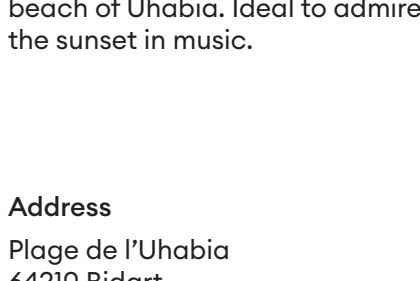 beach of Uhabia. Ideal to admire
the sunset in music.
Address
Plage de l'Uhabia
64210 Bidart